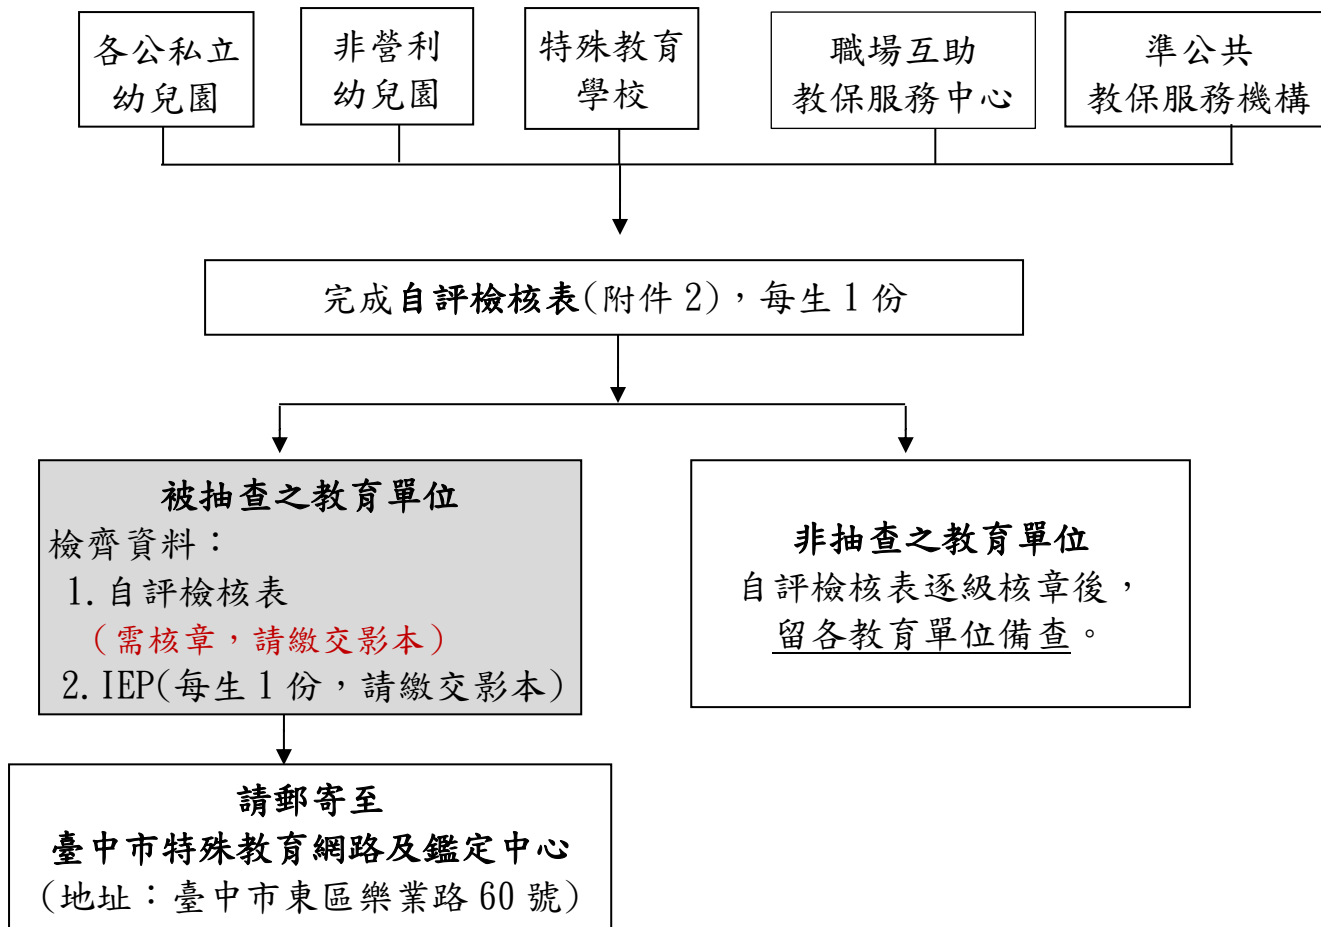 各公私立
幼兒園
非營利
幼兒園
特殊教育
學校
職場互助
教保服務中心
準公共
教保服務機構
完成自評檢核表(附件 2)，每生 1 份
被抽查之教育單位
檢齊資料：
1. 自評檢核表
（需核章，請繳交影本）
2. IEP(每生 1 份，請繳交影本)
非抽查之教育單位
自評檢核表逐級核章後，
留各教育單位備查。
請郵寄至
臺中市特殊教育網路及鑑定中心
(地址：臺中市東區樂業路 60 號)